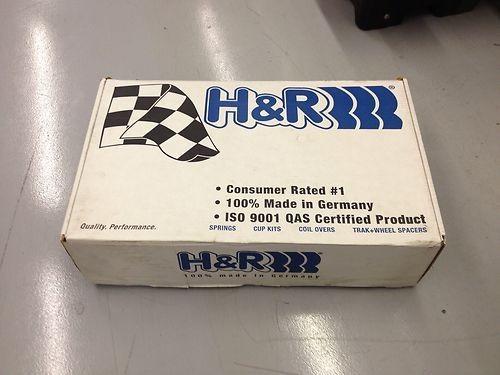 H&R®
• Consumer Rated #1
• 100% Made in Germany
• ISO 9001 QAS Certified Product
Quality. Performance.
SPRINGS CUP KITS COIL OVERS TRAK+WHEEL SPACERS
H&R
100% made in Germany